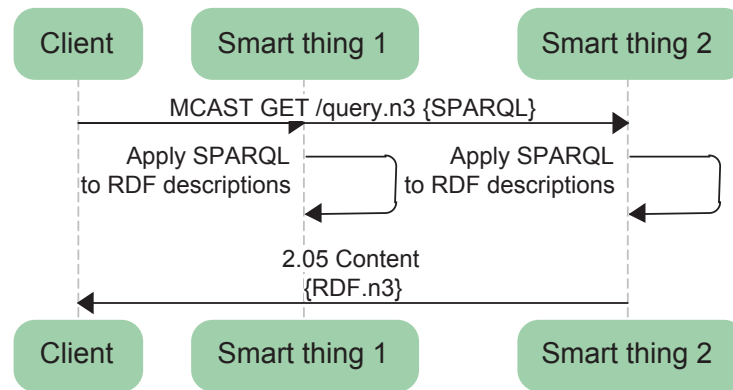 Client
Smart thing 1
Smart thing 2
MCAST GET /query.n3 {SPARQL}
Apply SPARQL
to RDF descriptions
Apply SPARQL
to RDF descriptions
2.05 Content
{RDF.n3}
Client
Smart thing 1
Smart thing 2